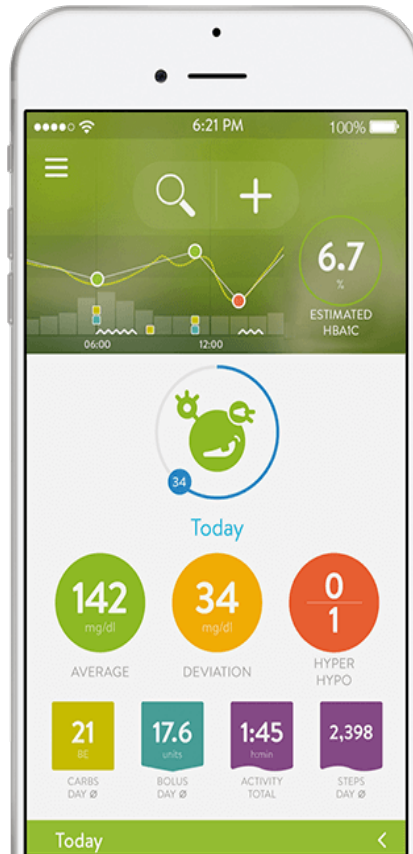 6:21 PM
100%
6.7
%
ESTIMATED
HBA1C
06:00
12:00
34
Today
142
mg/dl
AVERAGE
34
mg/dl
DEVIATION
0
1
HYPER
HYPO
21
BE
CARBS
DAY Ø
17.6
units
BOLUS
DAY Ø
1:45
h:min
ACTIVITY
TOTAL
2,398
STEPS
DAY Ø
Today